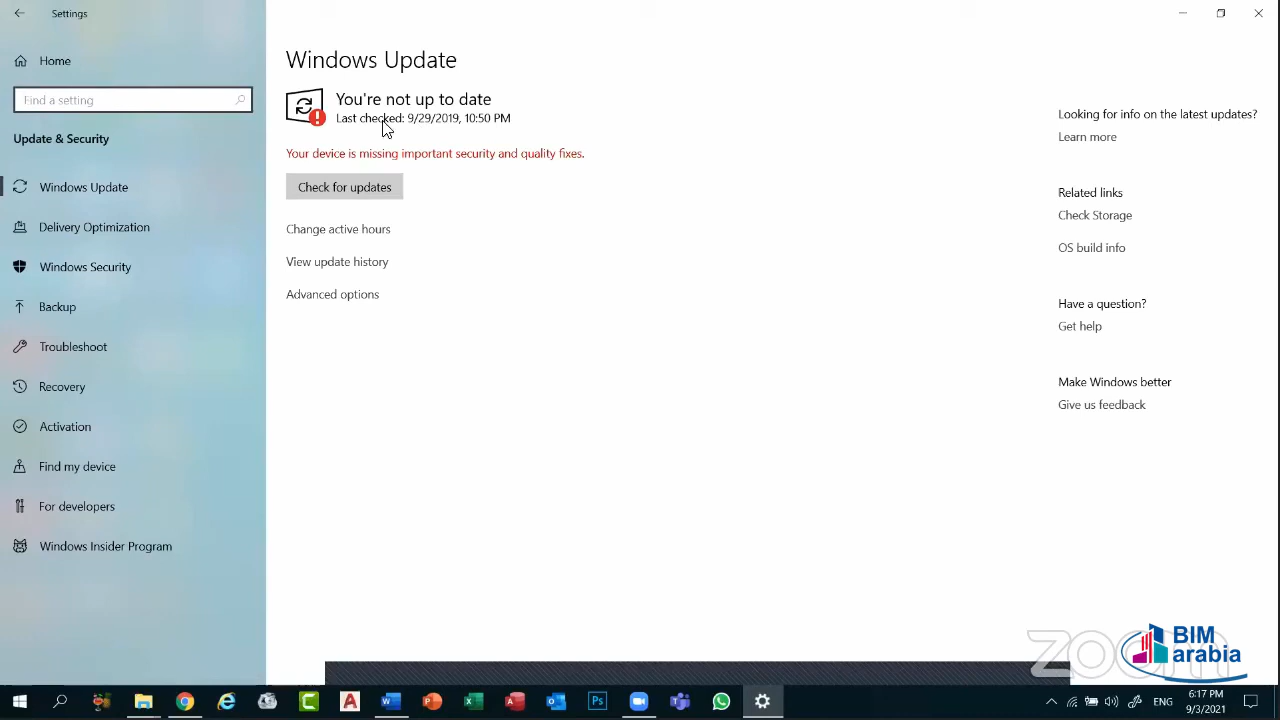 Settings
Home
Find a setting
Update & Security
Windows Update
Delivery Optimization
Windows Security
Backup
Troubleshoot
Recovery
Activation
Find my device
For developers
Windows Insider Program
Windows Update
You're not up to date
Last checked: 9/29/2019, 10:50 PM
Your device is missing important security and quality fixes.
Check for updates
Change active hours
View update history
Advanced options
Looking for info on the latest updates?
Learn more
Related links
Check Storage
OS build info
Have a question?
Get help
Make Windows better
Give us feedback
zoom
BIM
arabia
ENG
6:17 PM
9/3/2021